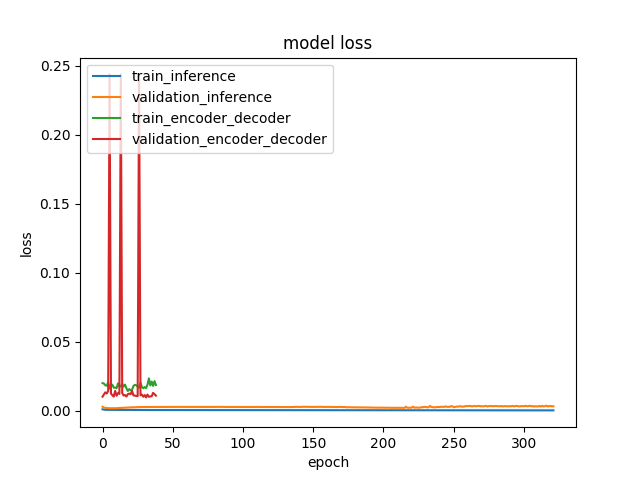 model loss
0.25
0.20
0.15
0.10
0.05
0.00
loss
train_inference
validation_inference
train_encoder_decoder
validation_encoder_decoder
0 50 100 150 200 250 300
epoch